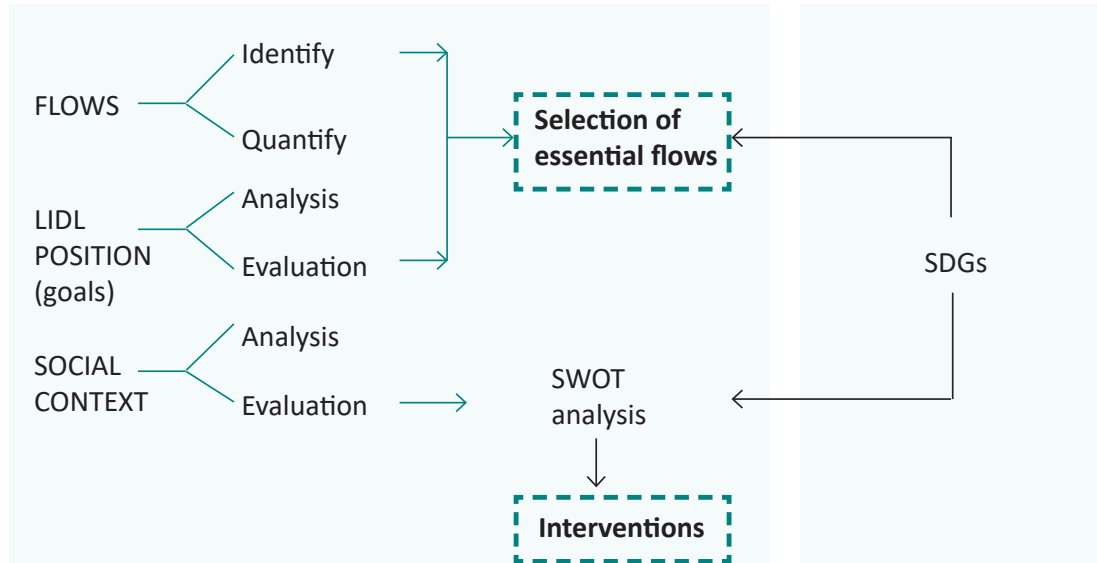 FLOWS
Identify
Quantify
LIDL
POSITION
(goals)
Analysis
Evaluation
SOCIAL
CONTEXT
Analysis
Evaluation
Selection of
essential flows
SWOT
analysis
Interventions
SDGs